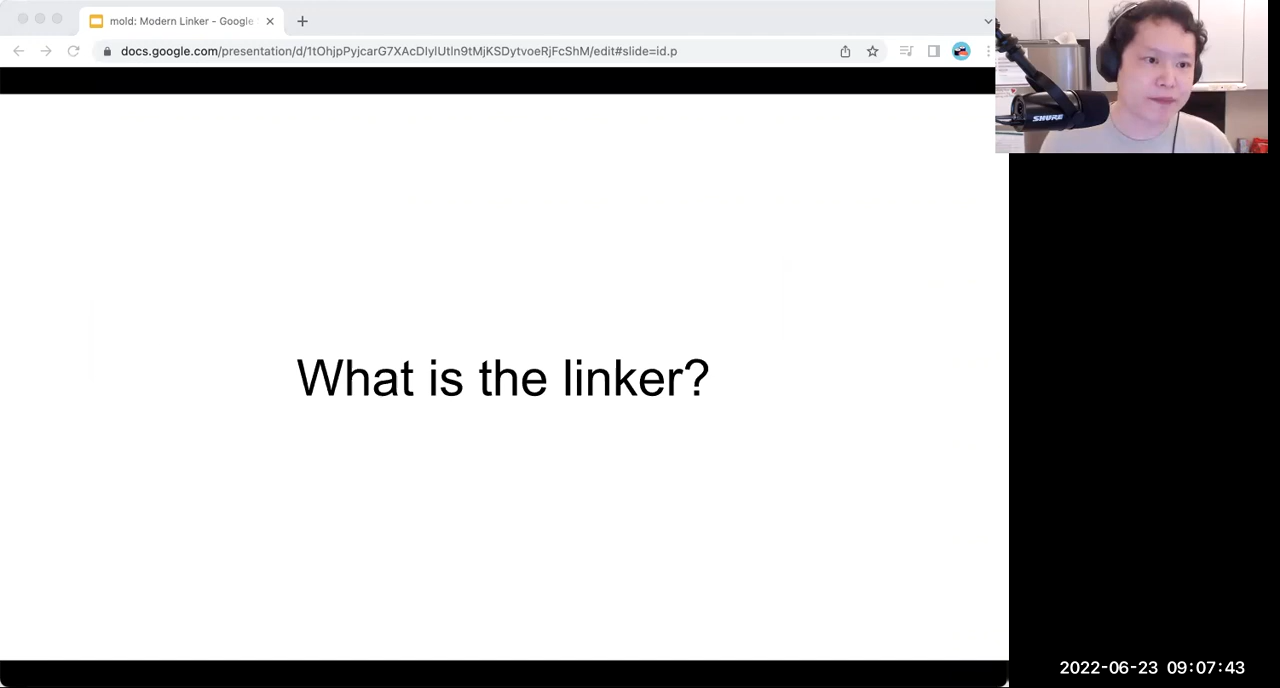 mold: Modern Linker - Google
docs.google.com/presentation/d/1tOhjpPyjcarG7XAcDIylUtln9tMjKSDytvoeRjFcShM/edit#slide=id.p
SHURE
What is the linker?
2022-06-23 09:07:43